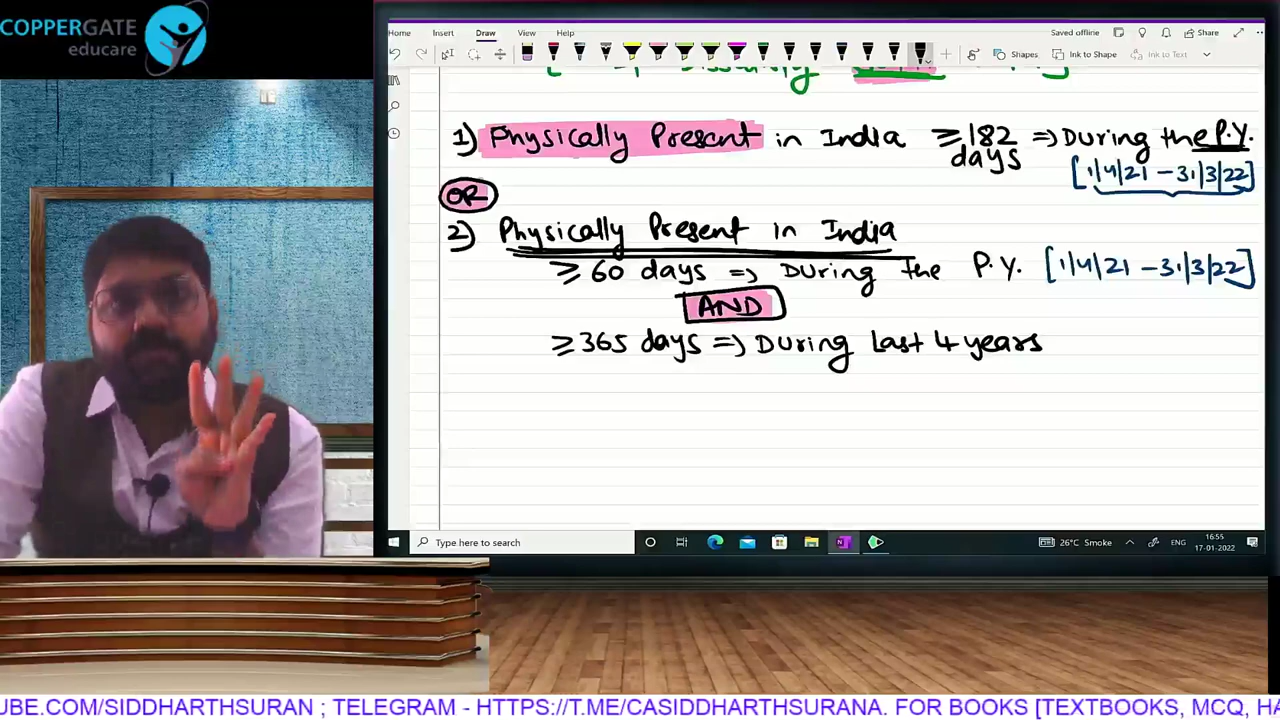 COPPERGATE
educare
Home Insert Draw View Help
Saved offline
Share
Shapes
Ink to Shape
Ink to Text
1) Physically Present in India ≥182 days => During the P.Y.
[1/4/21 - 31/3/22]
OR
2) Physically Present in India
≥ 60 days => During the P.Y. [1/4/21 - 31/3/22]
AND
≥365 days => During last 4 years
Type here to search
26°C Smoke
ENG
16:55
17-01-2022
UBE.COM/SIDDHARTHSURAN ; TELEGRAM - HTTPS://T.ME/CASIDDHARTHSURANA. FOR BOOKS [TEXTBOOKS, MCQ, HA